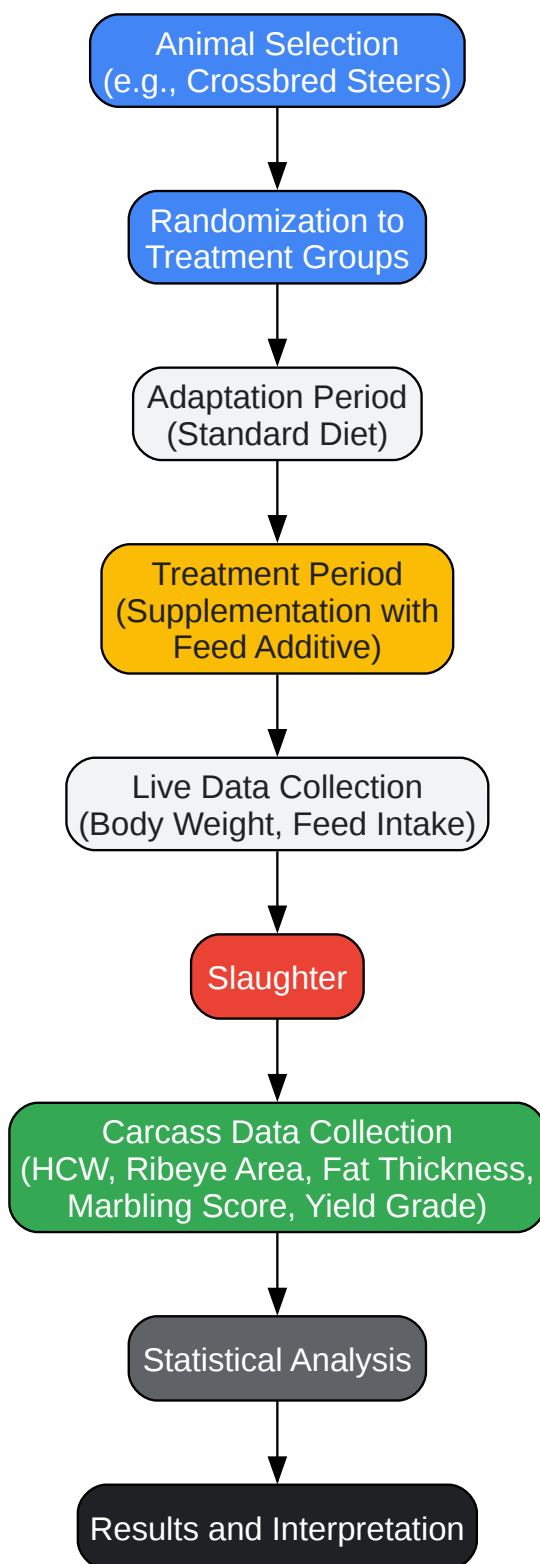 Animal Selection
(e.g., Crossbred Steers)
Randomization to
Treatment Groups
Adaptation Period
(Standard Diet)
Treatment Period
(Supplementation with
Feed Additive)
Live Data Collection
(Body Weight, Feed Intake)
Slaughter
Carcass Data Collection
(HCW, Ribeye Area, Fat Thickness,
Marbling Score, Yield Grade)
Statistical Analysis
Results and Interpretation